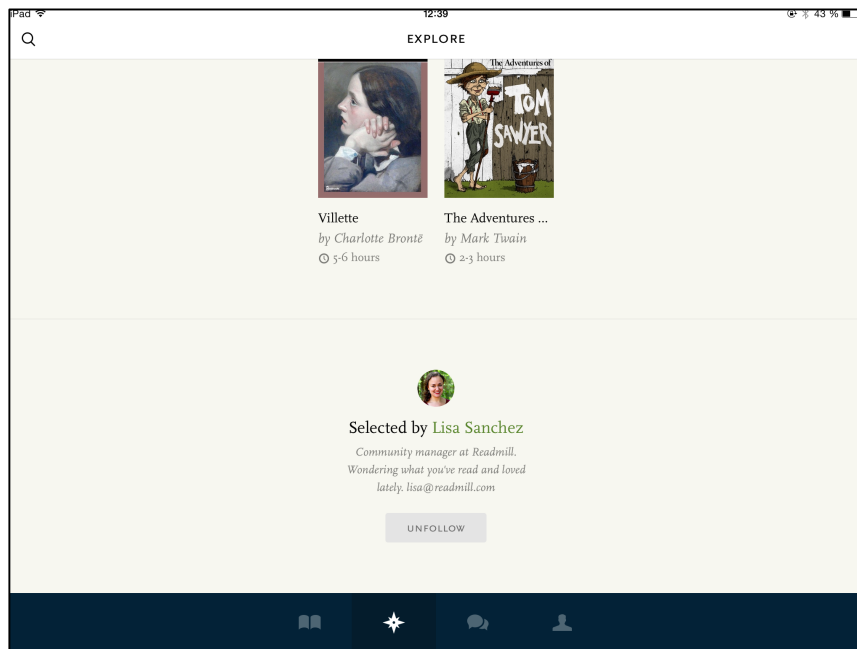 iPad 12:39 43 %
EXPLORE
The Adventures of
TOM
SAWYER
Villette
The Adventures ...
by Charlotte Brontë
by Mark Twain
5-6 hours
2-3 hours
Selected by Lisa Sanchez
Community manager at Readmill.
Wondering what you've read and loved
lately. lisa@readmill.com
UNFOLLOW